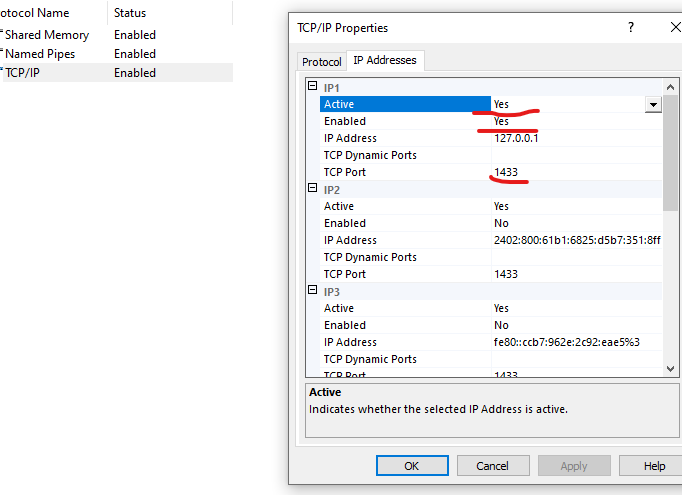 otocol Name Status
Shared Memory Enabled
Named Pipes Enabled
TCP/IP Enabled
TCP/IP Properties ? ×
Protocol IP Addresses
IP1
Active Yes
Enabled Yes
IP Address 127.0.0.1
TCP Dynamic Ports
TCP Port 1433
IP2
Active Yes
Enabled No
IP Address 2402:800:61b1:6825:d5b7:351:8ff
TCP Dynamic Ports
TCP Port 1433
IP3
Active Yes
Enabled No
IP Address fe80::ccb7:962e:2c92:eae5%3
TCP Dynamic Ports
TCP Port 1433
Active
Indicates whether the selected IP Address is active.
OK Cancel Apply Help